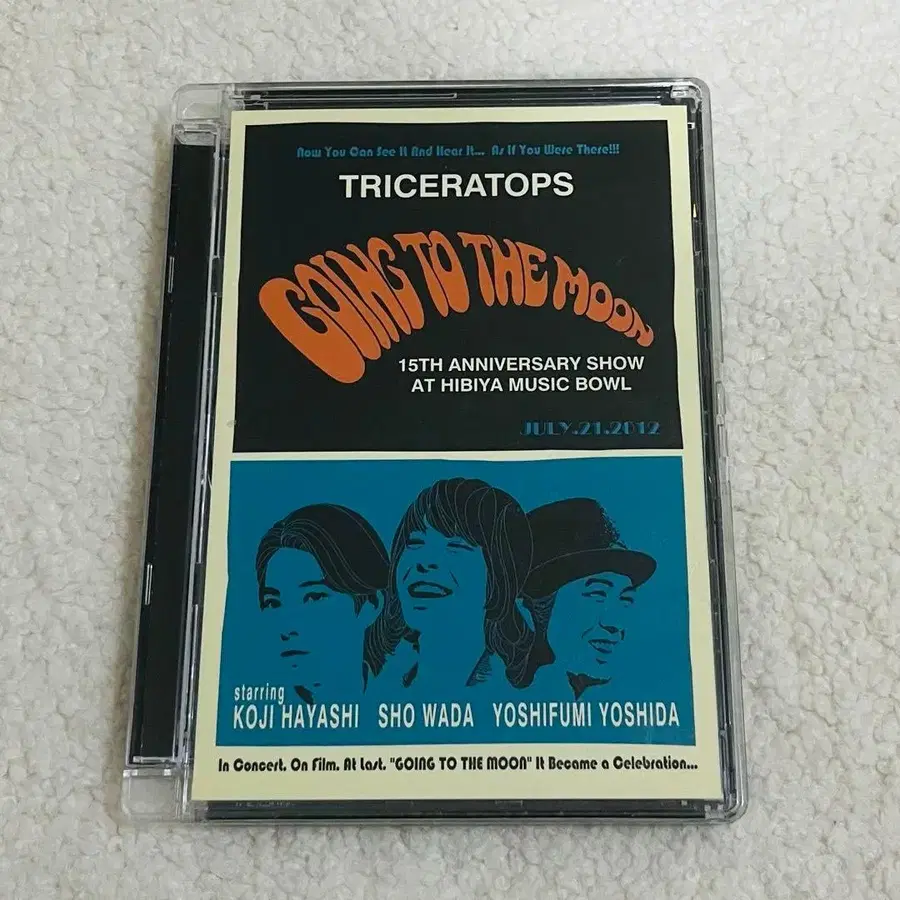 Now You Can See It And Hear It... As If You Were There!!!
TRICERATOPS
GOING TO THE MOON
15TH ANNIVERSARY SHOW
AT HIBIYA MUSIC BOWL
JULY.21.2012
starring
KOJI HAYASHI SHO WADA YOSHIFUMI YOSHIDA
In Concert. On Film. At Last. "GOING TO THE MOON" It Became a Celebration...